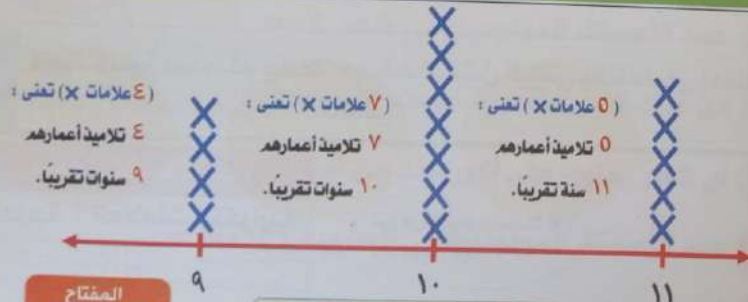 (٥ علامات X) تعنى :
٥ تلاميذ أعمارهم
١١ سنة تقريبًا.
(٧ علامات X) تعنى :
٧ تلاميذ أعمارهم
١٠ سنوات تقريبًا.
(٤ علامات X) تعنى :
٤ تلاميذ أعمارهم
٩ سنوات تقريبًا.
٩ ١٠ ١١
المفتاح